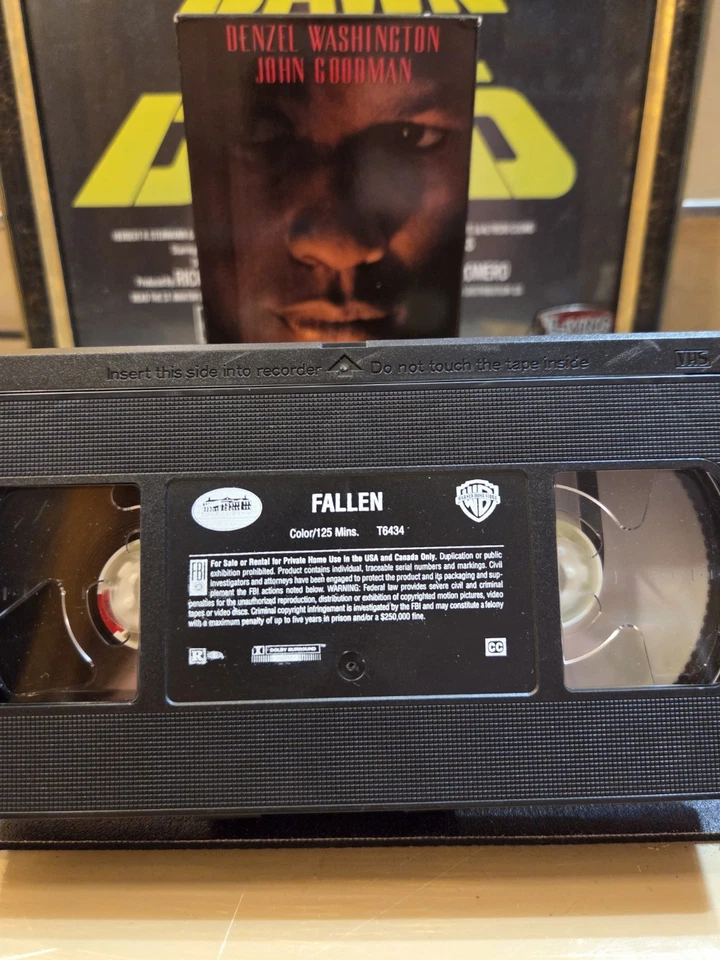 DAWN
DENZEL WASHINGTON
JOHN GOODMAN
Insert this side into recorder Do not touch the tape inside
VHS
FALLEN
WB
Color/125 Mins. T6434
FBI
For Sale or Rental for Private Home Use in the USA and Canada Only. Duplication or public
exhibition prohibited. Product contains individual, traceable serial numbers and markings. Civil
investigators and attorneys have been engaged to protect the product and its packaging and sup-
plement the FBI actions noted below. WARNING: Federal law provides severe civil and criminal
penalties for the unauthorized reproduction, distribution or exhibition of copyrighted motion pictures, video
tapes or video discs. Criminal copyright infringement is investigated by the FBI and may constitute a felony
with a maximum penalty of up to five years in prison and/or a $250,000 fine.
R
DOLBY SURROUND
CC